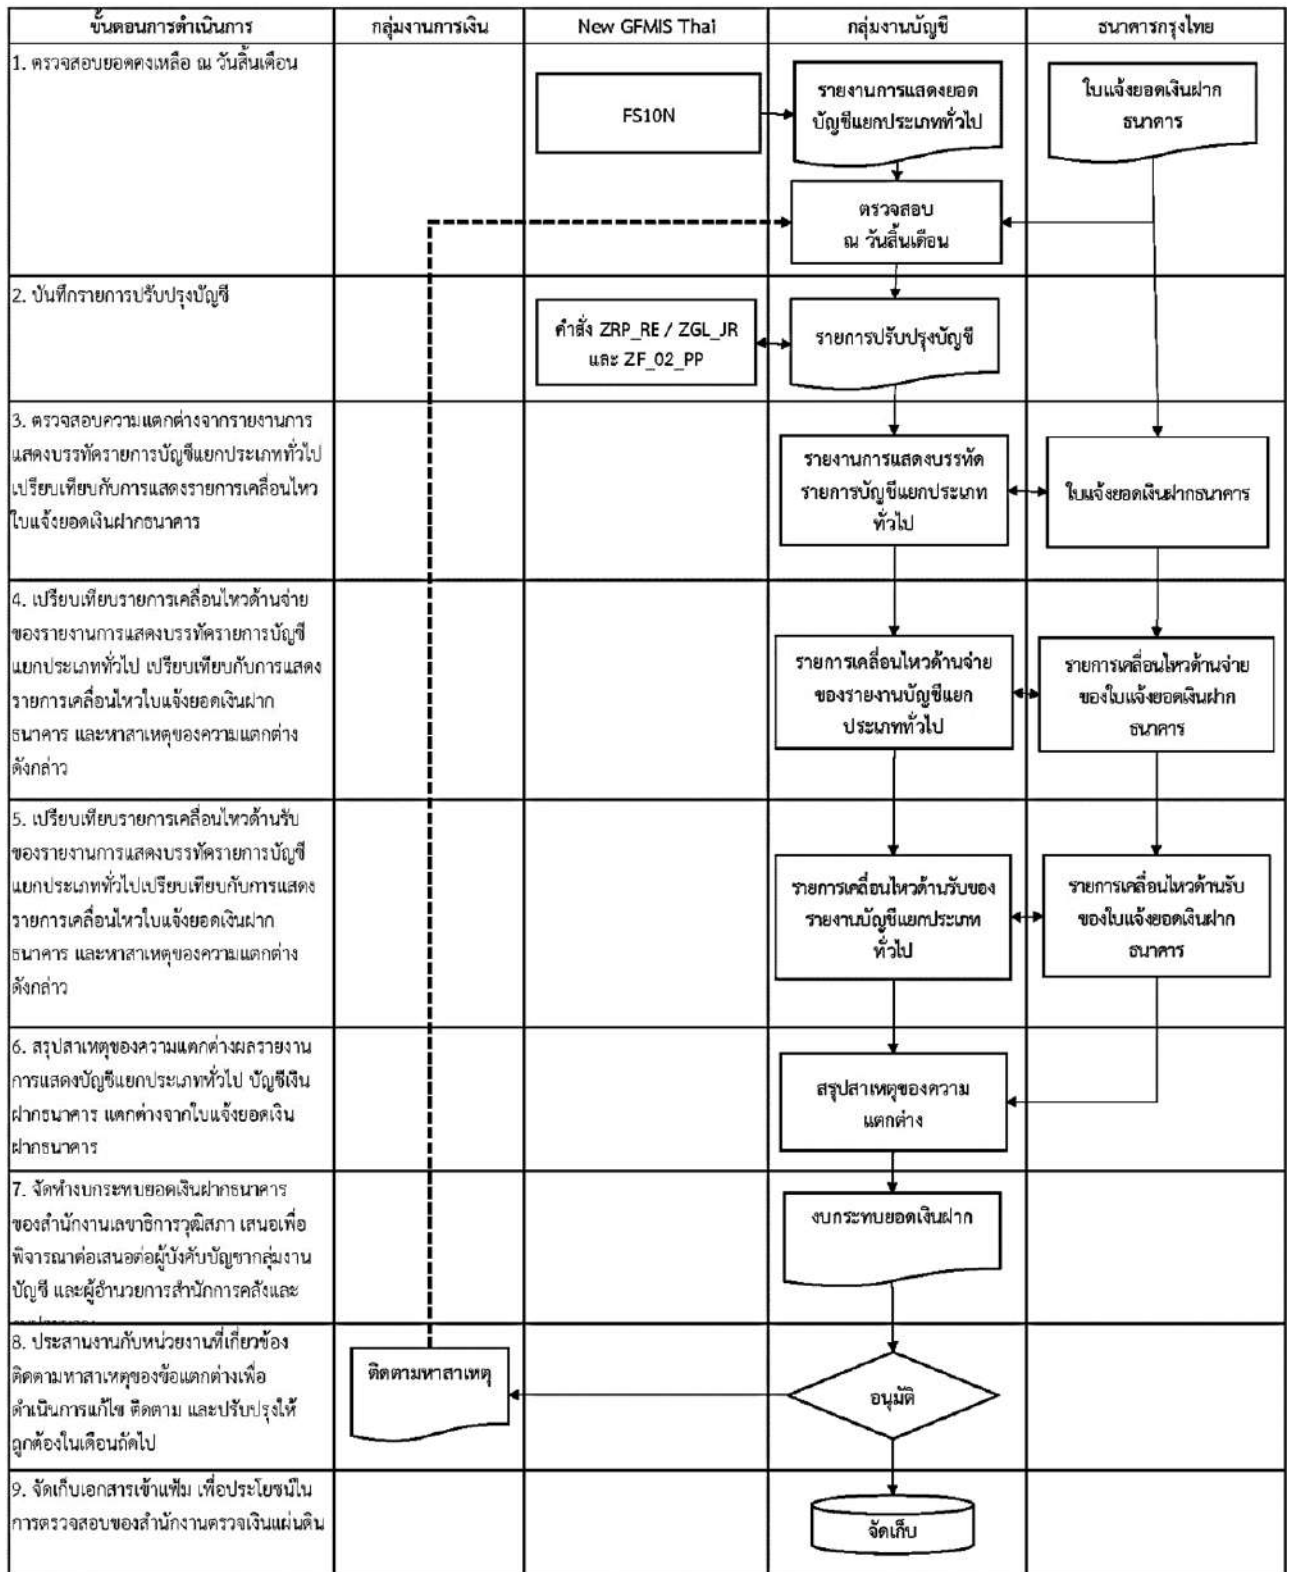 ขั้นตอนการดำเนินการ
กลุ่มงานการเงิน
New GFMIS Thai
กลุ่มงานบัญชี
ธนาคารกรุงไทย
1. ตรวจสอบยอดคงเหลือ ณ วันสิ้นเดือน
FS10N
รายงานการแสดงยอด
บัญชีแยกประเภททั่วไป
ใบแจ้งยอดเงินฝาก
ธนาคาร
ตรวจสอบ
ณ วันสิ้นเดือน
2. บันทึกรายการปรับปรุงบัญชี
คำสั่ง ZRP_RE / ZGL_JR
และ ZF_02_PP
รายการปรับปรุงบัญชี
3. ตรวจสอบความแตกต่างจากรายงานการ
แสดงบรรทัดรายการบัญชีแยกประเภททั่วไป
เปรียบเทียบกับการแสดงรายการเคลื่อนไหว
ใบแจ้งยอดเงินฝากธนาคาร
รายงานการแสดงบรรทัด
รายการบัญชีแยกประเภท
ทั่วไป
ใบแจ้งยอดเงินฝากธนาคาร
4. เปรียบเทียบรายการเคลื่อนไหวด้านจ่าย
ของรายงานการแสดงบรรทัดรายการบัญชี
แยกประเภททั่วไป เปรียบเทียบกับการแสดง
รายการเคลื่อนไหวใบแจ้งยอดเงินฝาก
ธนาคาร และหาสาเหตุของความแตกต่าง
ดังกล่าว
รายการเคลื่อนไหวด้านจ่าย
ของรายงานบัญชีแยก
ประเภททั่วไป
รายการเคลื่อนไหวด้านจ่าย
ของใบแจ้งยอดเงินฝาก
ธนาคาร
5. เปรียบเทียบรายการเคลื่อนไหวด้านรับ
ของรายงานการแสดงบรรทัดรายการบัญชี
แยกประเภททั่วไปเปรียบเทียบกับการแสดง
รายการเคลื่อนไหวใบแจ้งยอดเงินฝาก
ธนาคาร และหาสาเหตุของความแตกต่าง
ดังกล่าว
รายการเคลื่อนไหวด้านรับของ
รายงานบัญชีแยกประเภท
ทั่วไป
รายการเคลื่อนไหวด้านรับ
ของใบแจ้งยอดเงินฝาก
ธนาคาร
6. สรุปสาเหตุของความแตกต่างผลรายงาน
การแสดงบัญชีแยกประเภททั่วไป บัญชีเงิน
ฝากธนาคาร แตกต่างจากใบแจ้งยอดเงิน
ฝากธนาคาร
สรุปสาเหตุของความ
แตกต่าง
7. จัดทำงบกระทบยอดเงินฝากธนาคาร
ของสำนักงานเลขาธิการวุฒิสภา เสนอเพื่อ
พิจารณาต่อเสนอต่อผู้บังคับบัญชากลุ่มงาน
บัญชี และผู้อำนวยการสำนักการคลังและ
งบกระทบยอดเงินฝาก
8. ประสานงานกับหน่วยงานที่เกี่ยวข้อง
ติดตามหาสาเหตุของข้อแตกต่างเพื่อ
ดำเนินการแก้ไข ติดตาม และปรับปรุงให้
ถูกต้องในเดือนถัดไป
ติดตามหาสาเหตุ
อนุมัติ
9. จัดเก็บเอกสารเข้าแฟ้ม เพื่อประโยชน์ใน
การตรวจสอบของสำนักงานตรวจเงินแผ่นดิน
จัดเก็บ